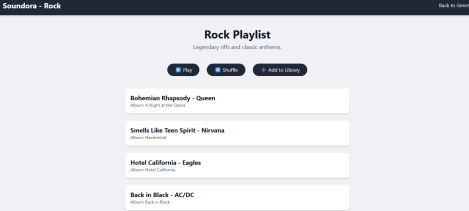 Soundora - Rock
Back to Genre
Rock Playlist
Legendary riffs and classic anthems.
Play
Shuffle
+ Add to Library
Bohemian Rhapsody - Queen
Album: A Night at the Opera
Smells Like Teen Spirit - Nirvana
Album: Nevermind
Hotel California - Eagles
Album: Hotel California
Back in Black - AC/DC
Album: Back in Black